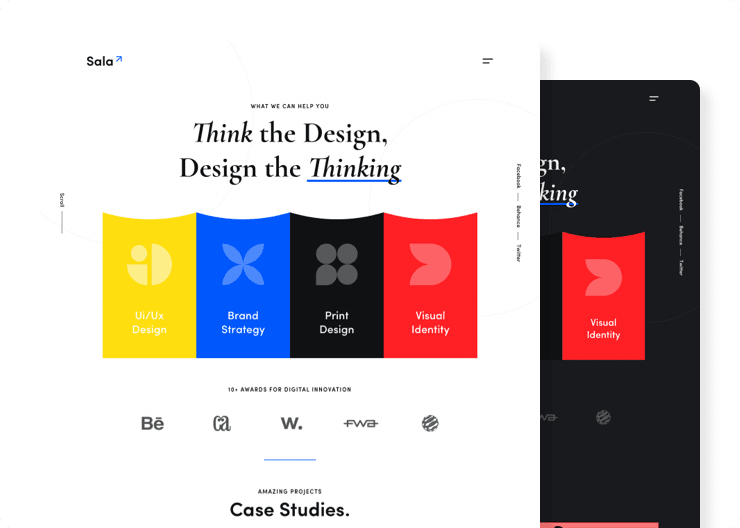 Sala
WHAT WE CAN HELP YOU
Think the Design,
Design the Thinking
Scroll
Facebook — Behance — Twitter
Ui/Ux
Design
Brand
Strategy
Print
Design
Visual
Identity
10+ AWARDS FOR DIGITAL INNOVATION
Bē
W.
FWA
AMAZING PROJECTS
Case Studies.
gn,
king
Facebook — Behance — Twitter
Visual
Identity
wa